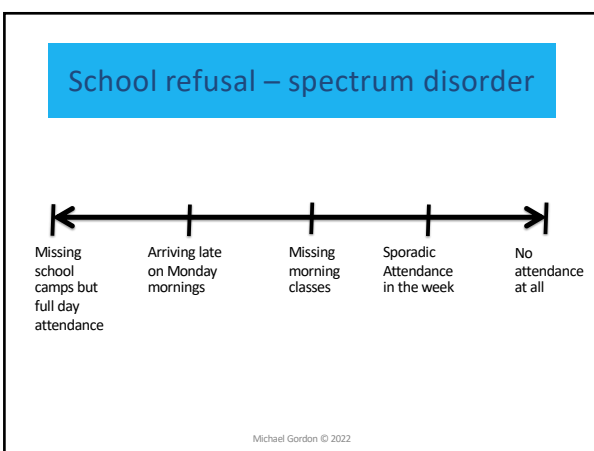 School refusal – spectrum disorder
Missing
school
camps but
full day
attendance
Arriving late
on Monday
mornings
Missing
morning
classes
Sporadic
Attendance
in the week
No
attendance
at all
Michael Gordon © 2022